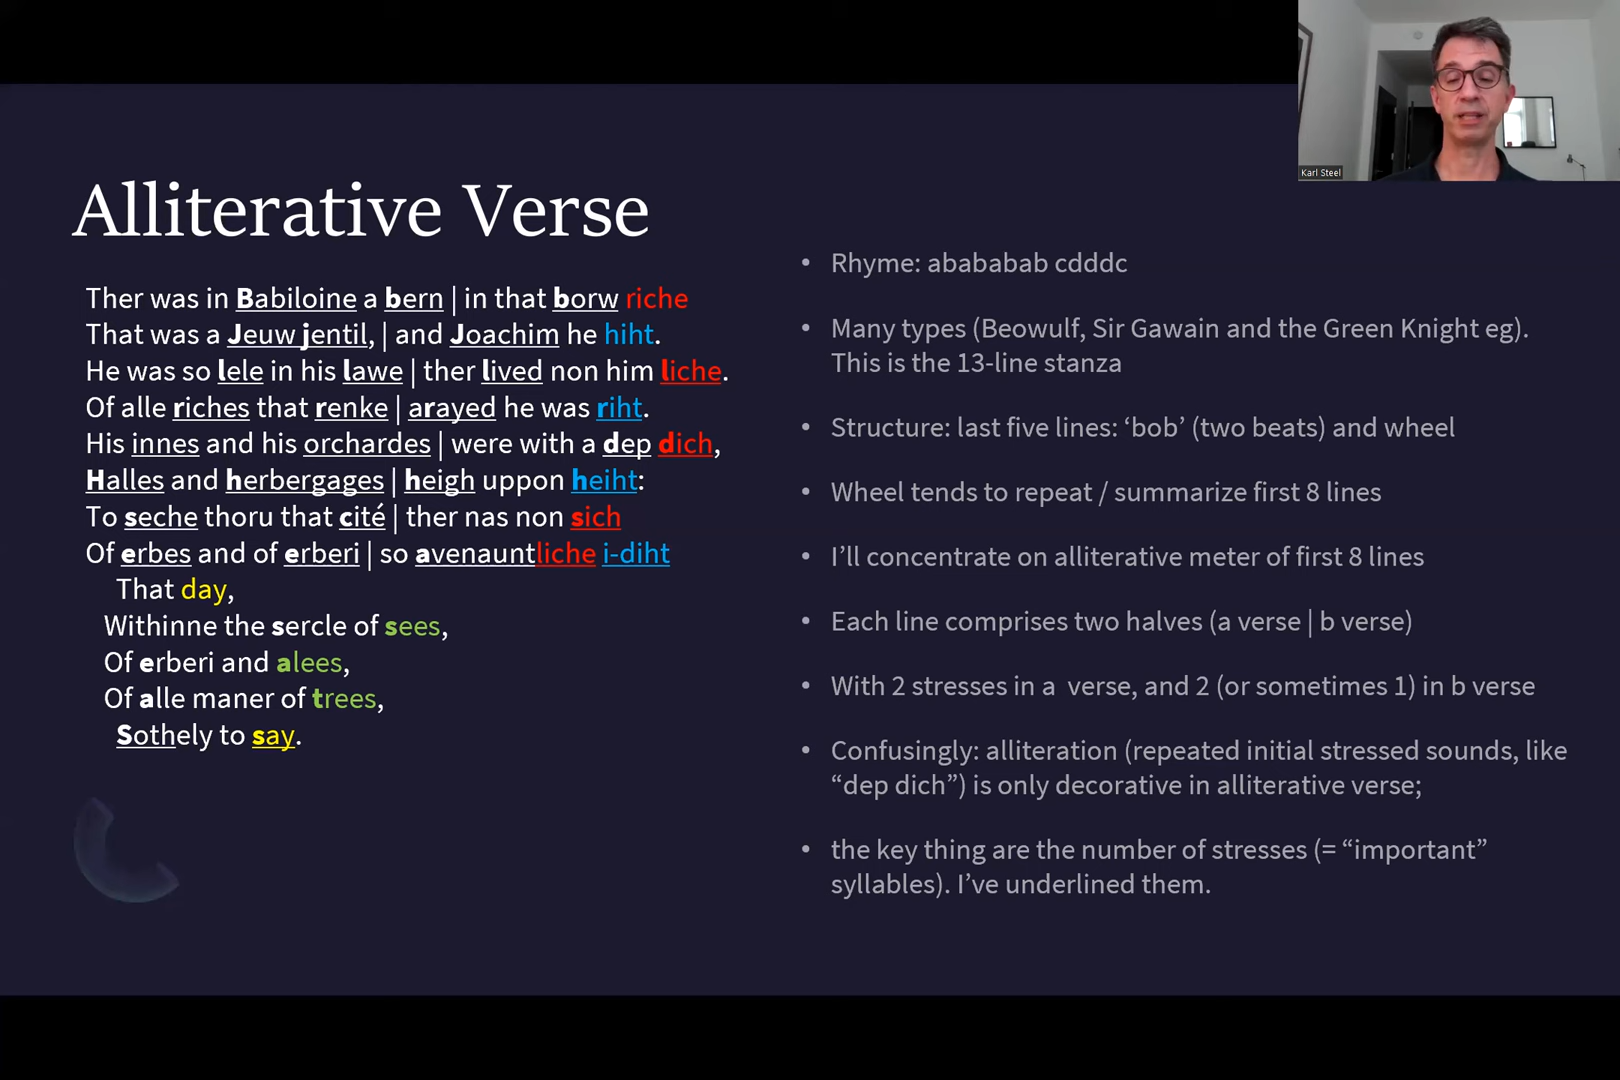 Karl Steel
Alliterative Verse
Ther was in Babiloine a bern | in that borw riche
That was a Jeuw jentil, | and Joachim he hiht.
He was so lele in his lawe | ther lived non him liche.
Of alle riches that renke | arayed he was riht.
His innes and his orchardes | were with a dep dich,
Halles and herbergages | heigh uppon heiht:
To seche thoru that cité | ther nas non sich
Of erbes and of erberi | so avenauntliche i-diht
That day,
Withinne the sercle of sees,
Of erberi and alees,
Of alle maner of trees,
Sothely to say.
• Rhyme: abababab cdddc
• Many types (Beowulf, Sir Gawain and the Green Knight eg).
This is the 13-line stanza
• Structure: last five lines: ‘bob’ (two beats) and wheel
• Wheel tends to repeat / summarize first 8 lines
• I’ll concentrate on alliterative meter of first 8 lines
• Each line comprises two halves (a verse | b verse)
• With 2 stresses in a verse, and 2 (or sometimes 1) in b verse
• Confusingly: alliteration (repeated initial stressed sounds, like
“dep dich”) is only decorative in alliterative verse;
• the key thing are the number of stresses (= “important”
syllables). I’ve underlined them.